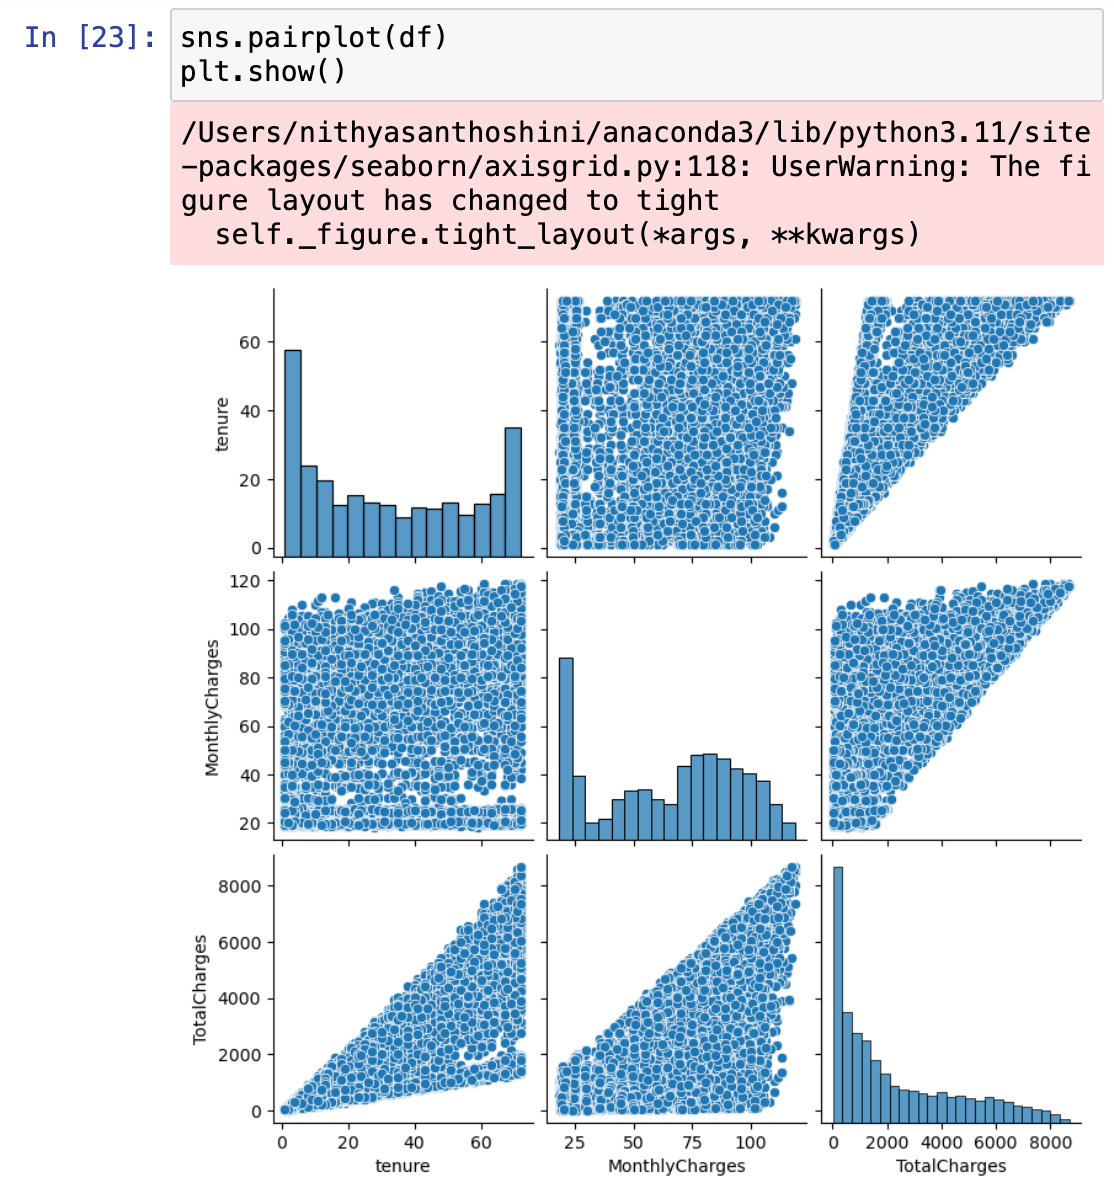 In [23]:
sns.pairplot(df)
plt.show()
/Users/nithyasanthoshini/anaconda3/lib/python3.11/site
-packages/seaborn/axisgrid.py:118: UserWarning: The fi
gure layout has changed to tight
  self._figure.tight_layout(*args, **kwargs)
tenure
60
40
20
0
MonthlyCharges
120
100
80
60
40
20
TotalCharges
8000
6000
4000
2000
0
0 20 40 60
25 50 75 100
0 2000 4000 6000 8000
tenure
MonthlyCharges
TotalCharges